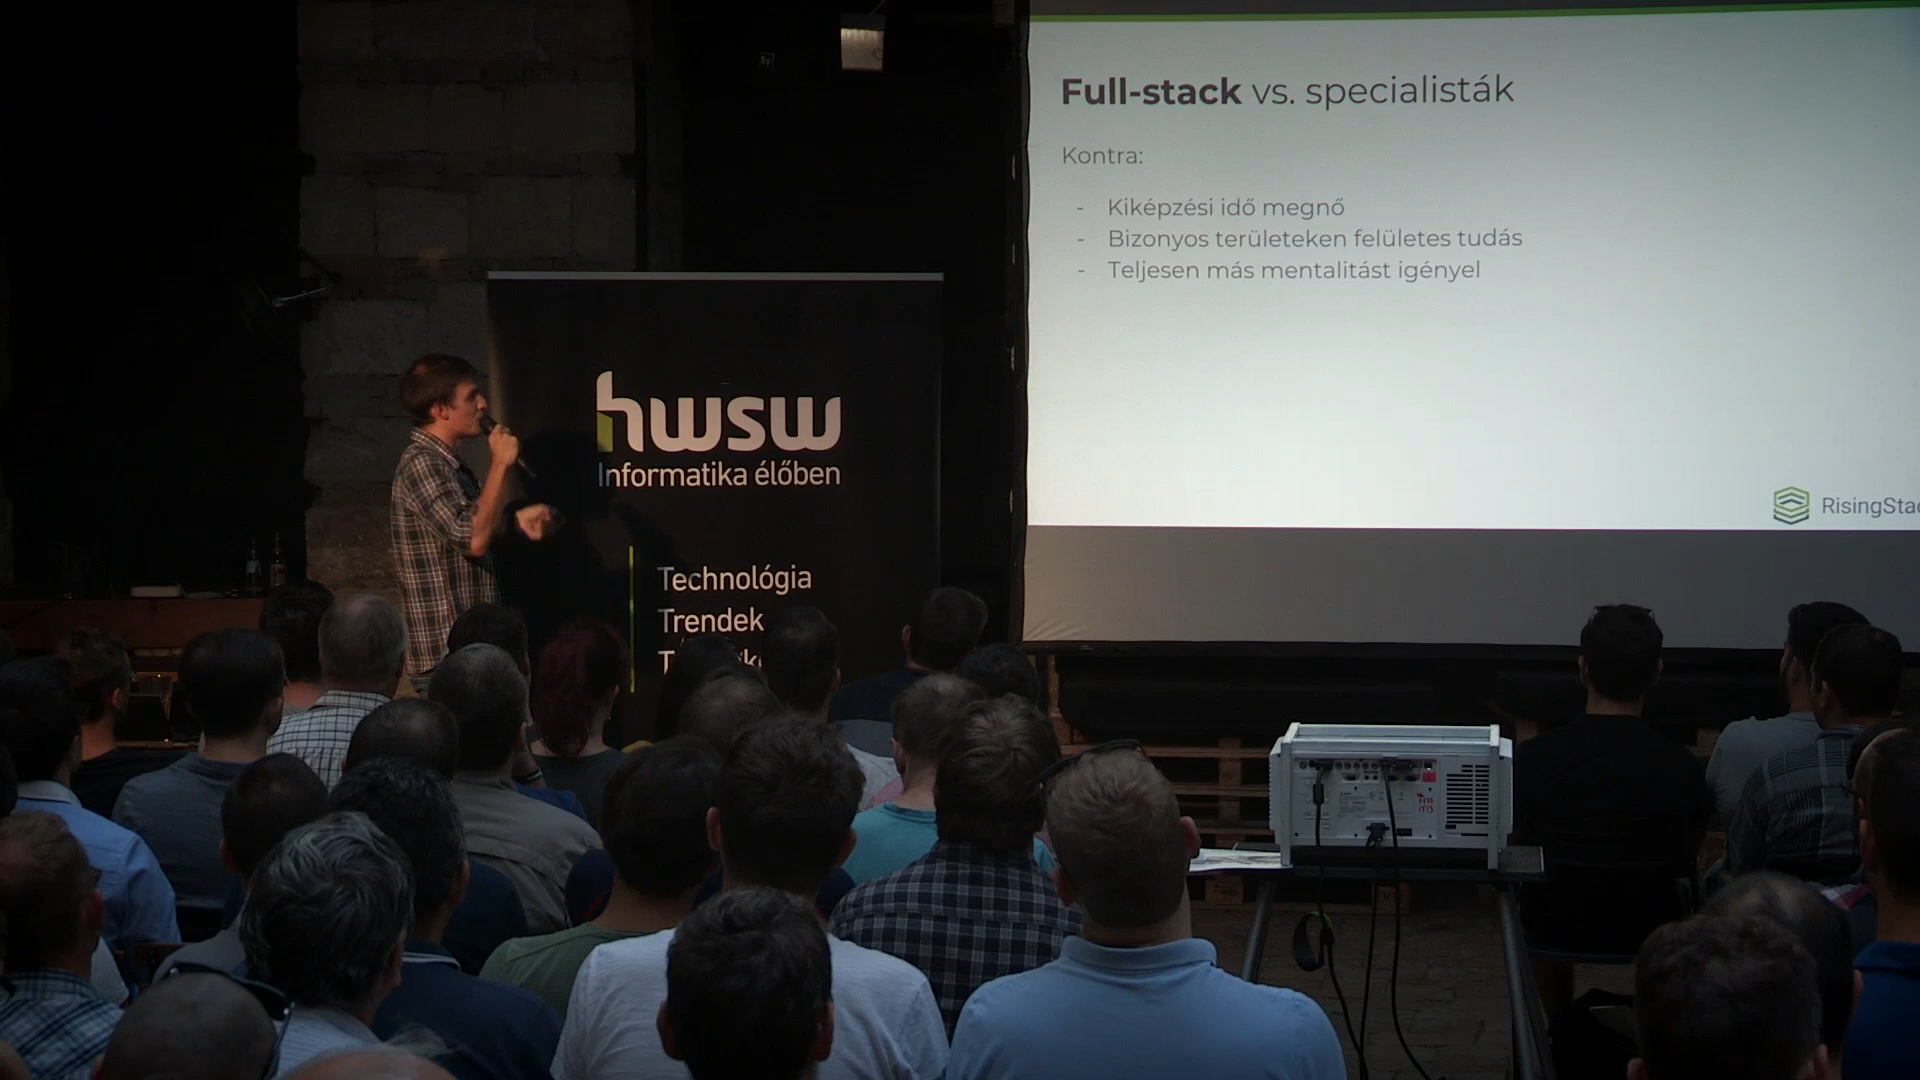 Full-stack vs. specialisták
Kontra:
- Kiképzési idő megnő
- Bizonyos területeken felületes tudás
- Teljesen más mentalitást igényel
RisingStac
hwsw
Informatika élőben
Technológia
Trendek